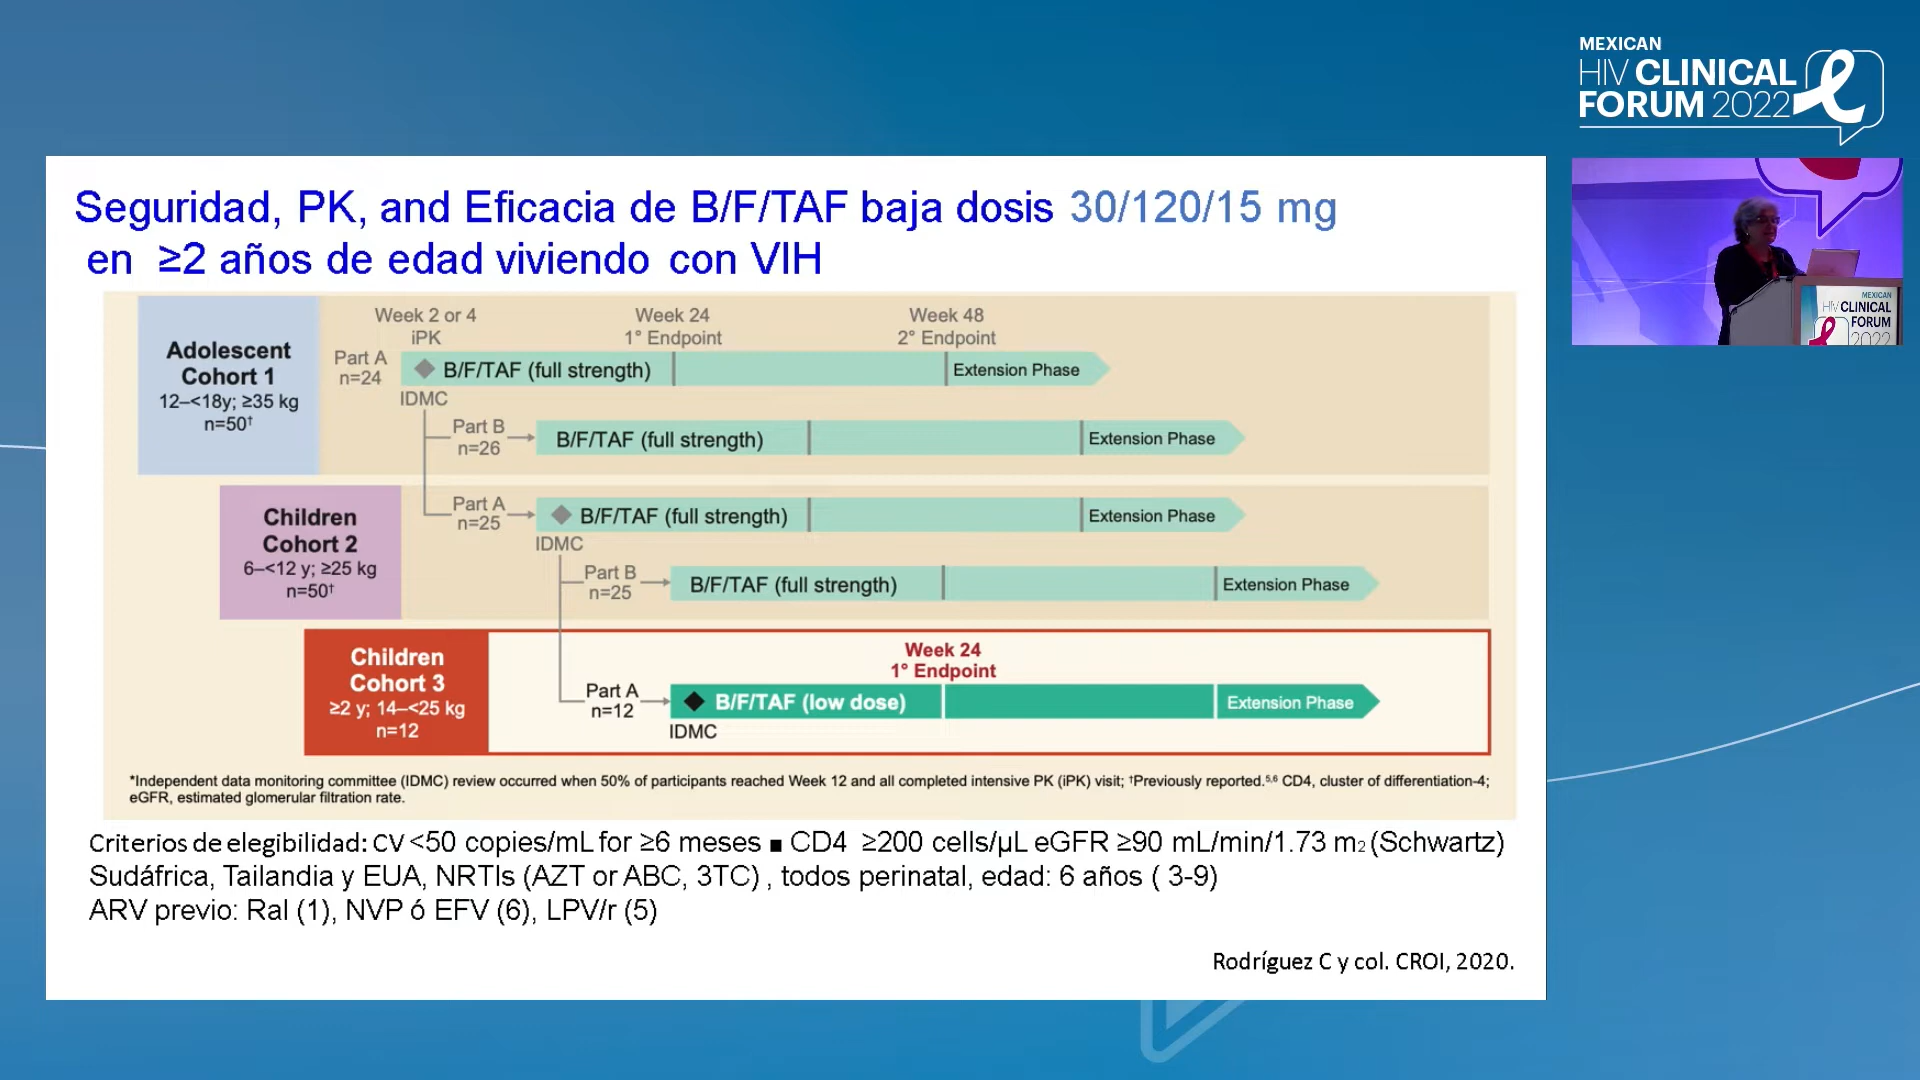 MEXICAN
HIV CLINICAL
FORUM 2022
Seguridad, PK, and Eficacia de B/F/TAF baja dosis 30/120/15 mg
en ≥2 años de edad viviendo con VIH
Adolescent
Cohort 1
12–<18y; ≥35 kg
n=50†
Week 2 or 4
iPK
Week 24
1° Endpoint
Week 48
2° Endpoint
Part A
n=24
B/F/TAF (full strength)
Extension Phase
IDMC
Part B
n=26
B/F/TAF (full strength)
Extension Phase
Children
Cohort 2
6–<12 y; ≥25 kg
n=50†
Part A
n=25
B/F/TAF (full strength)
Extension Phase
IDMC
Part B
n=25
B/F/TAF (full strength)
Extension Phase
Children
Cohort 3
≥2 y; 14–<25 kg
n=12
Week 24
1° Endpoint
Part A
n=12
B/F/TAF (low dose)
Extension Phase
IDMC
*Independent data monitoring committee (IDMC) review occurred when 50% of participants reached Week 12 and all completed intensive PK (iPK) visit; †Previously reported.⁵,⁶ CD4, cluster of differentiation-4;
eGFR, estimated glomerular filtration rate.
Criterios de elegibilidad: CV <50 copies/mL for ≥6 meses ■ CD4 ≥200 cells/µL eGFR ≥90 mL/min/1.73 m₂ (Schwartz)
Sudáfrica, Tailandia y EUA, NRTIs (AZT or ABC, 3TC) , todos perinatal, edad: 6 años ( 3-9)
ARV previo: Ral (1), NVP ó EFV (6), LPV/r (5)
Rodríguez C y col. CROI, 2020.
MEXICAN
HIV CLINICAL
FORUM
2022